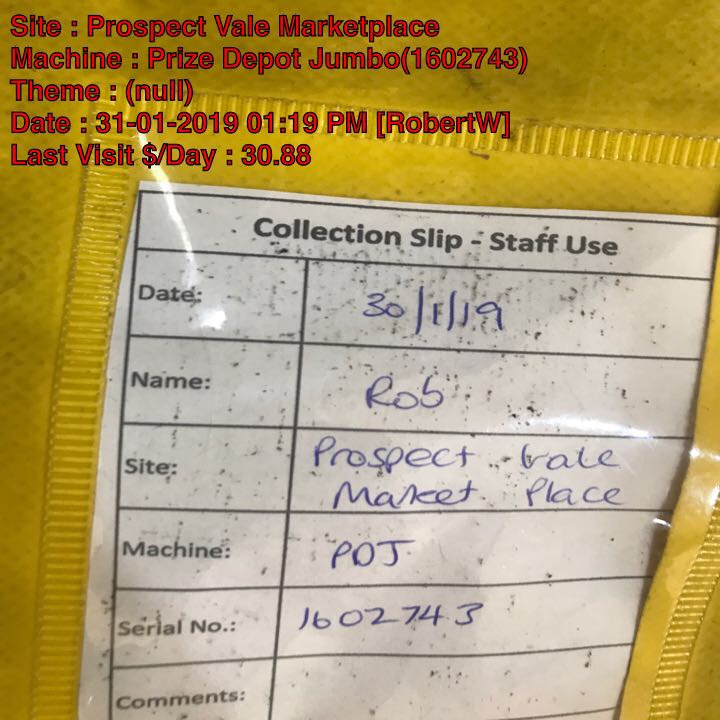 Site : Prospect Vale Marketplace
Machine : Prize Depot Jumbo(1602743)
Theme : (null)
Date : 31-01-2019 01:19 PM [RobertW]
Last Visit $/Day : 30.88
Collection Slip - Staff Use
Date: 30/1/19
Name: Rob
Site: Prospect Vale
Market Place
Machine: PDJ
Serial No.: 1602743
Comments: